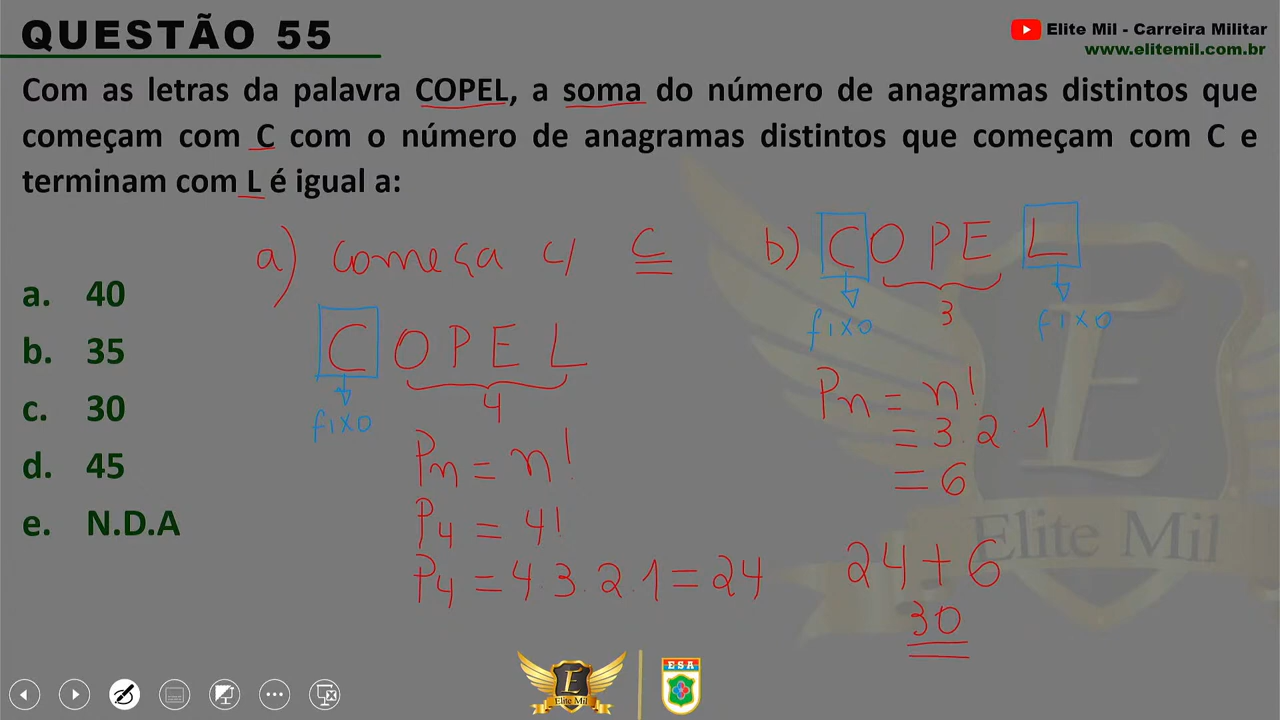 QUESTÃO 55
Elite Mil - Carreira Militar
www.elitemil.com.br
Com as letras da palavra COPEL, a soma do número de anagramas distintos que
começam com C com o número de anagramas distintos que começam com C e
terminam com L é igual a:
a. 40
b. 35
c. 30
d. 45
e. N.D.A
a) começa c/ C
C O P E L
4
fixo
Pn = n!
P4 = 4!
P4 = 4.3.2.1 = 24
b) C O P E L
3
fixo fixo
Pn = n!
= 3.2.1
= 6
24 + 6
30
Elite Mil
E
Elite Mil
ESA